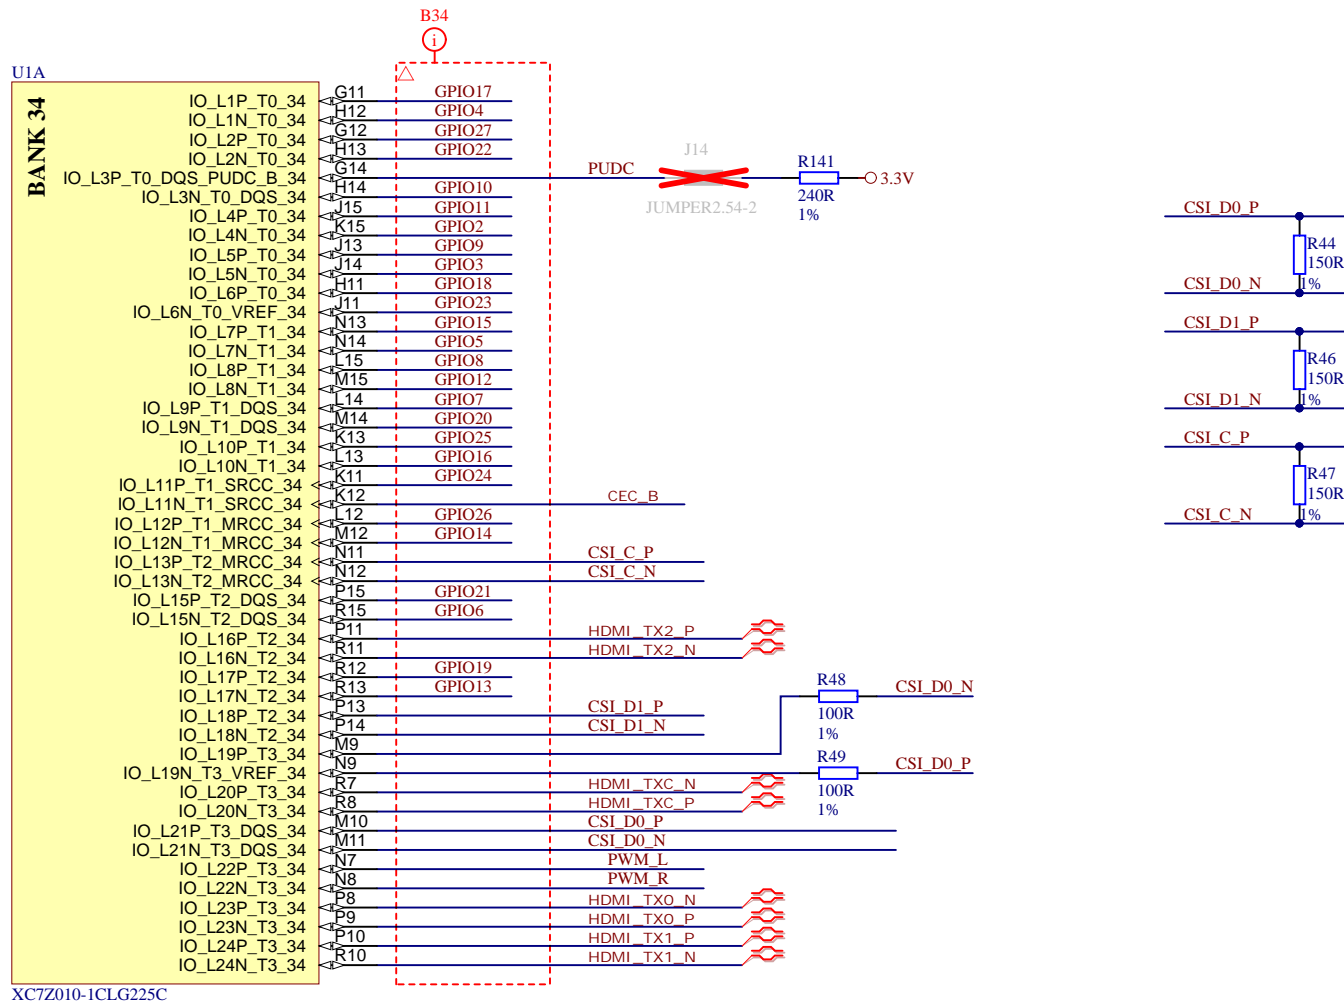 B34
i
U1A
BANK 34
IO_L1P_T0_34 G11 GPIO17
IO_L1N_T0_34 H12 GPIO4
IO_L2P_T0_34 G12 GPIO27
IO_L2N_T0_34 H13 GPIO22
IO_L3P_T0_DQS_PUDC_B_34 G14 PUDC
J14
JUMPER2.54-2
R141
240R
1%
3.3V
IO_L3N_T0_DQS_34 H14 GPIO10
IO_L4P_T0_34 J15 GPIO11
IO_L4N_T0_34 K15 GPIO2
IO_L5P_T0_34 J13 GPIO9
IO_L5N_T0_34 J14 GPIO3
IO_L6P_T0_34 H11 GPIO18
IO_L6N_T0_VREF_34 J11 GPIO23
IO_L7P_T1_34 N13 GPIO15
IO_L7N_T1_34 N14 GPIO5
IO_L8P_T1_34 L15 GPIO8
IO_L8N_T1_34 M15 GPIO12
IO_L9P_T1_DQS_34 L14 GPIO7
IO_L9N_T1_DQS_34 M14 GPIO20
IO_L10P_T1_34 K13 GPIO25
IO_L10N_T1_34 L13 GPIO16
IO_L11P_T1_SRCC_34 K11 GPIO24
IO_L11N_T1_SRCC_34 K12 CEC_B
IO_L12P_T1_MRCC_34 L12 GPIO26
IO_L12N_T1_MRCC_34 M12 GPIO14
IO_L13P_T2_MRCC_34 N11 CSI_C_P
IO_L13N_T2_MRCC_34 N12 CSI_C_N
IO_L15P_T2_DQS_34 P15 GPIO21
IO_L15N_T2_DQS_34 R15 GPIO6
IO_L16P_T2_34 P11 HDMI_TX2_P
IO_L16N_T2_34 R11 HDMI_TX2_N
IO_L17P_T2_34 R12 GPIO19
IO_L17N_T2_34 R13 GPIO13
IO_L18P_T2_34 P13 CSI_D1_P
IO_L18N_T2_34 P14 CSI_D1_N
IO_L19P_T3_34 M9
R48
100R
1%
CSI_D0_N
IO_L19N_T3_VREF_34 N9
R49
100R
1%
CSI_D0_P
IO_L20P_T3_34 R7 HDMI_TXC_N
IO_L20N_T3_34 R8 HDMI_TXC_P
IO_L21P_T3_DQS_34 M10 CSI_D0_P
IO_L21N_T3_DQS_34 M11 CSI_D0_N
IO_L22P_T3_34 N7 PWM_L
IO_L22N_T3_34 N8 PWM_R
IO_L23P_T3_34 P8 HDMI_TX0_N
IO_L23N_T3_34 P9 HDMI_TX0_P
IO_L24P_T3_34 P10 HDMI_TX1_P
IO_L24N_T3_34 R10 HDMI_TX1_N
XC7Z010-1CLG225C
CSI_D0_P
R44
150R
1%
CSI_D0_N
CSI_D1_P
R46
150R
1%
CSI_D1_N
CSI_C_P
R47
150R
1%
CSI_C_N